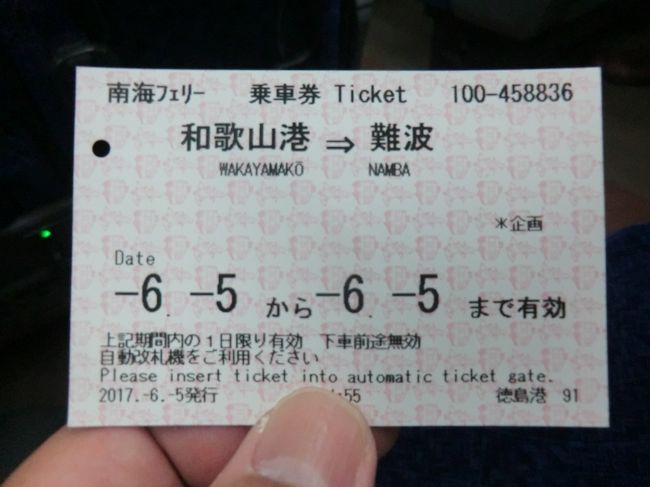 南海フェリー 乗車券 Ticket 100-458836
和歌山港 ⇒ 難波
WAKAYAMAKŌ NAMBA
*企画
Date
-6. -5 から -6. -5 まで有効
上記期間内の1日限り有効 下車前途無効
自動改札機をご利用ください
Please insert ticket into automatic ticket gate.
2017.-6.-5発行 :55 徳島港 91